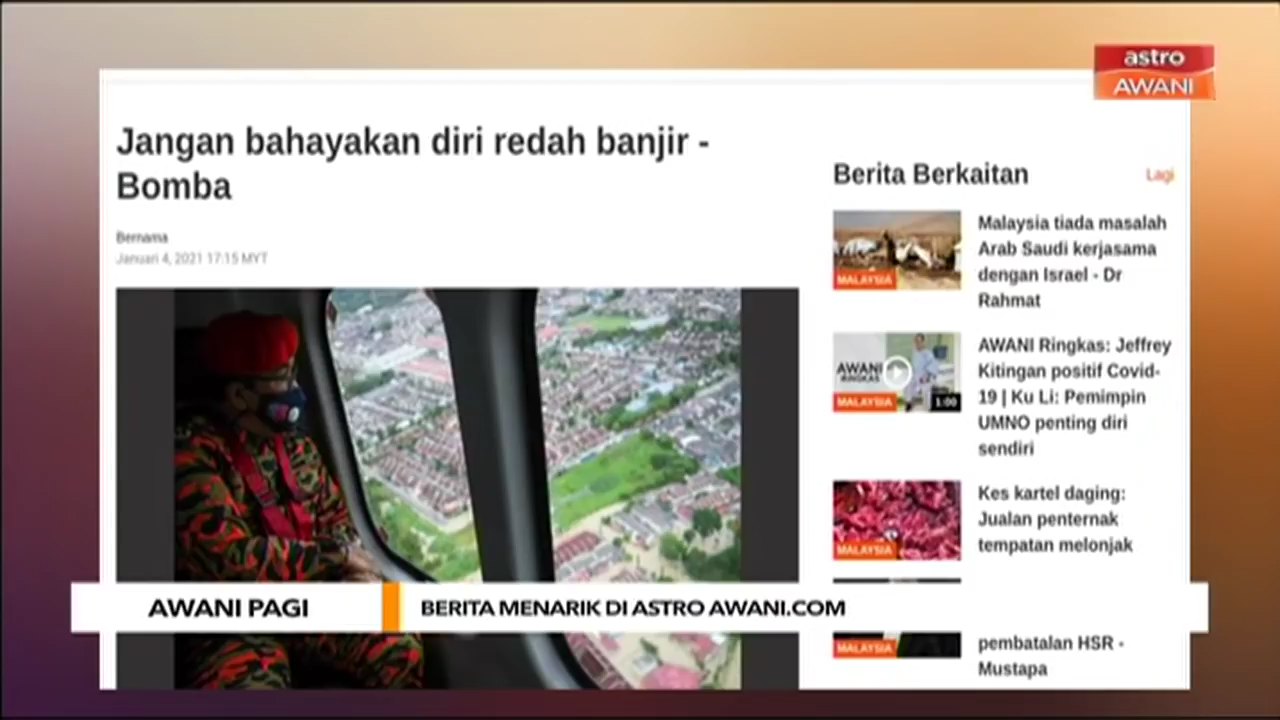 astro
AWANI
Jangan bahayakan diri redah banjir -
Bomba
Bernama
Januari 4, 2021 17:15 MYT
Berita Berkaitan
Lagi
MALAYSIA
Malaysia tiada masalah
Arab Saudi kerjasama
dengan Israel - Dr
Rahmat
AWANI
RINGKAS
MALAYSIA
1:00
AWANI Ringkas: Jeffrey
Kitingan positif Covid-
19 | Ku Li: Pemimpin
UMNO penting diri
sendiri
MALAYSIA
Kes kartel daging:
Jualan penternak
tempatan melonjak
AWANI PAGI
BERITA MENARIK DI ASTRO AWANI.COM
MALAYSIA
pembatalan HSR -
Mustapa